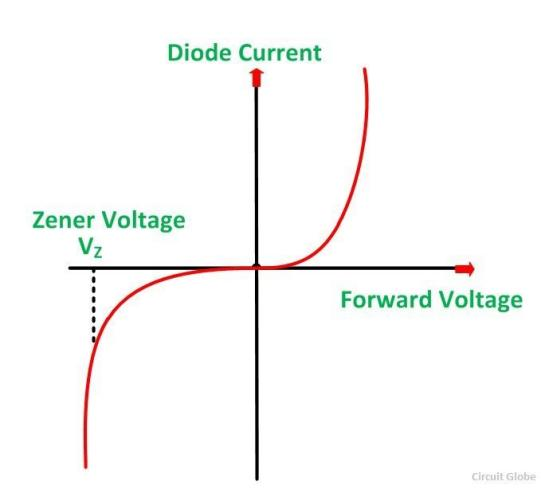 Diode Current
Zener Voltage
VZ
Forward Voltage
Circuit Globe